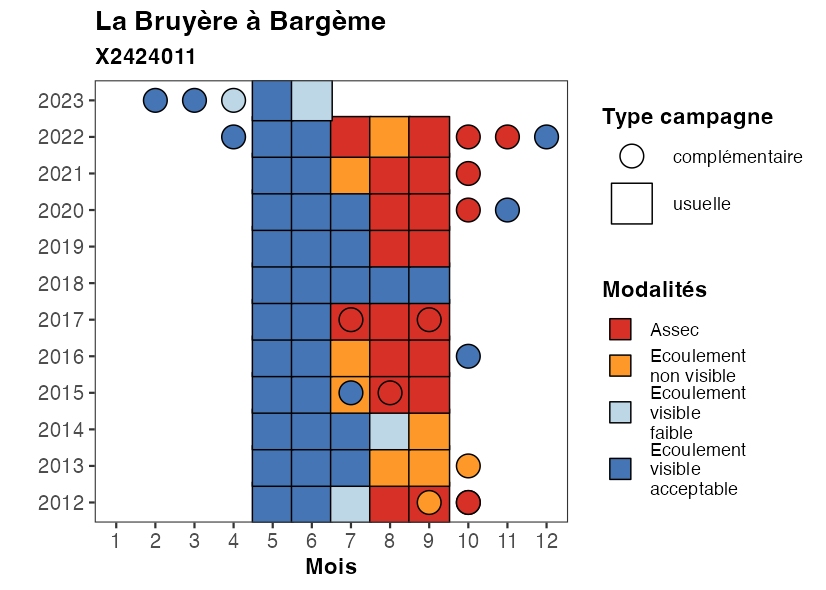 La Bruyère à Bargème
X2424011
2023
2022
2021
2020
2019
2018
2017
2016
2015
2014
2013
2012
1 2 3 4 5 6 7 8 9 10 11 12
Mois
Type campagne
complémentaire
usuelle
Modalités
Assec
Ecoulement
non visible
Ecoulement
visible
faible
Ecoulement
visible
acceptable